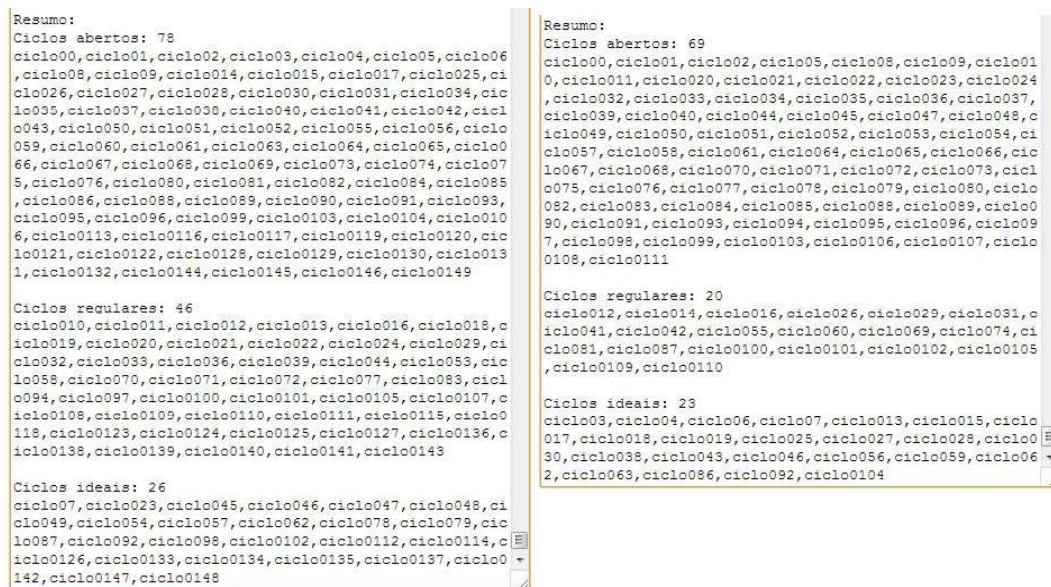 Resumo:
Ciclos abertos: 78
ciclo00,ciclo01,ciclo02,ciclo03,ciclo04,ciclo05,ciclo06
,ciclo08,ciclo09,ciclo014,ciclo015,ciclo017,ciclo025,ci
clo026,ciclo027,ciclo028,ciclo030,ciclo031,ciclo034,cic
lo035,ciclo037,ciclo038,ciclo040,ciclo041,ciclo042,cicl
o043,ciclo050,ciclo051,ciclo052,ciclo055,ciclo056,ciclo
059,ciclo060,ciclo061,ciclo063,ciclo064,ciclo065,ciclo0
66,ciclo067,ciclo068,ciclo069,ciclo073,ciclo074,ciclo07
5,ciclo076,ciclo080,ciclo081,ciclo082,ciclo084,ciclo085
,ciclo086,ciclo088,ciclo089,ciclo090,ciclo091,ciclo093,
ciclo095,ciclo096,ciclo099,ciclo0103,ciclo0104,ciclo010
6,ciclo0113,ciclo0116,ciclo0117,ciclo0119,ciclo0120,cic
lo0121,ciclo0122,ciclo0128,ciclo0129,ciclo0130,ciclo013
1,ciclo0132,ciclo0144,ciclo0145,ciclo0146,ciclo0149
Ciclos regulares: 46
ciclo010,ciclo011,ciclo012,ciclo013,ciclo016,ciclo018,c
iclo019,ciclo020,ciclo021,ciclo022,ciclo024,ciclo029,ci
clo032,ciclo033,ciclo036,ciclo039,ciclo044,ciclo053,cic
lo058,ciclo070,ciclo071,ciclo072,ciclo077,ciclo083,cicl
o094,ciclo097,ciclo0100,ciclo0101,ciclo0105,ciclo0107,c
iclo0108,ciclo0109,ciclo0110,ciclo0111,ciclo0115,ciclo0
118,ciclo0123,ciclo0124,ciclo0125,ciclo0127,ciclo0136,c
iclo0138,ciclo0139,ciclo0140,ciclo0141,ciclo0143
Ciclos ideais: 26
ciclo07,ciclo023,ciclo045,ciclo046,ciclo047,ciclo048,ci
clo049,ciclo054,ciclo057,ciclo062,ciclo078,ciclo079,cic
lo087,ciclo092,ciclo098,ciclo0102,ciclo0112,ciclo0114,c
iclo0126,ciclo0133,ciclo0134,ciclo0135,ciclo0137,ciclo0
142,ciclo0147,ciclo0148
Resumo:
Ciclos abertos: 69
ciclo00,ciclo01,ciclo02,ciclo05,ciclo08,ciclo09,ciclo01
0,ciclo011,ciclo020,ciclo021,ciclo022,ciclo023,ciclo024
,ciclo032,ciclo033,ciclo034,ciclo035,ciclo036,ciclo037,
ciclo039,ciclo040,ciclo044,ciclo045,ciclo047,ciclo048,c
iclo049,ciclo050,ciclo051,ciclo052,ciclo053,ciclo054,ci
clo057,ciclo058,ciclo061,ciclo064,ciclo065,ciclo066,cic
lo067,ciclo068,ciclo070,ciclo071,ciclo072,ciclo073,cicl
o075,ciclo076,ciclo077,ciclo078,ciclo079,ciclo080,ciclo
082,ciclo083,ciclo084,ciclo085,ciclo088,ciclo089,ciclo0
90,ciclo091,ciclo093,ciclo094,ciclo095,ciclo096,ciclo09
7,ciclo098,ciclo099,ciclo0103,ciclo0106,ciclo0107,ciclo
0108,ciclo0111
Ciclos regulares: 20
ciclo012,ciclo014,ciclo016,ciclo026,ciclo029,ciclo031,c
iclo041,ciclo042,ciclo055,ciclo060,ciclo069,ciclo074,ci
clo081,ciclo087,ciclo0100,ciclo0101,ciclo0102,ciclo0105
,ciclo0109,ciclo0110
Ciclos ideais: 23
ciclo03,ciclo04,ciclo06,ciclo07,ciclo013,ciclo015,ciclo
017,ciclo018,ciclo019,ciclo025,ciclo027,ciclo028,ciclo0
30,ciclo038,ciclo043,ciclo046,ciclo056,ciclo059,ciclo06
2,ciclo063,ciclo086,ciclo092,ciclo0104